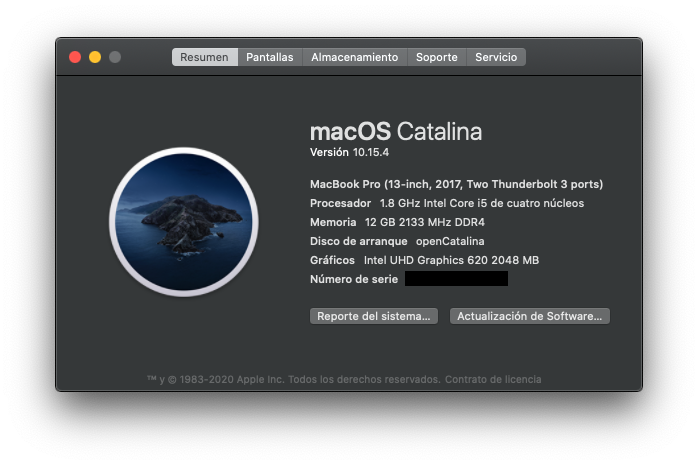 Resumen Pantallas Almacenamiento Soporte Servicio
macOS Catalina
Versión 10.15.4
MacBook Pro (13-inch, 2017, Two Thunderbolt 3 ports)
Procesador 1.8 GHz Intel Core i5 de cuatro núcleos
Memoria 12 GB 2133 MHz DDR4
Disco de arranque openCatalina
Gráficos Intel UHD Graphics 620 2048 MB
Número de serie
Reporte del sistema... Actualización de Software...
™ y © 1983-2020 Apple Inc. Todos los derechos reservados. Contrato de licencia